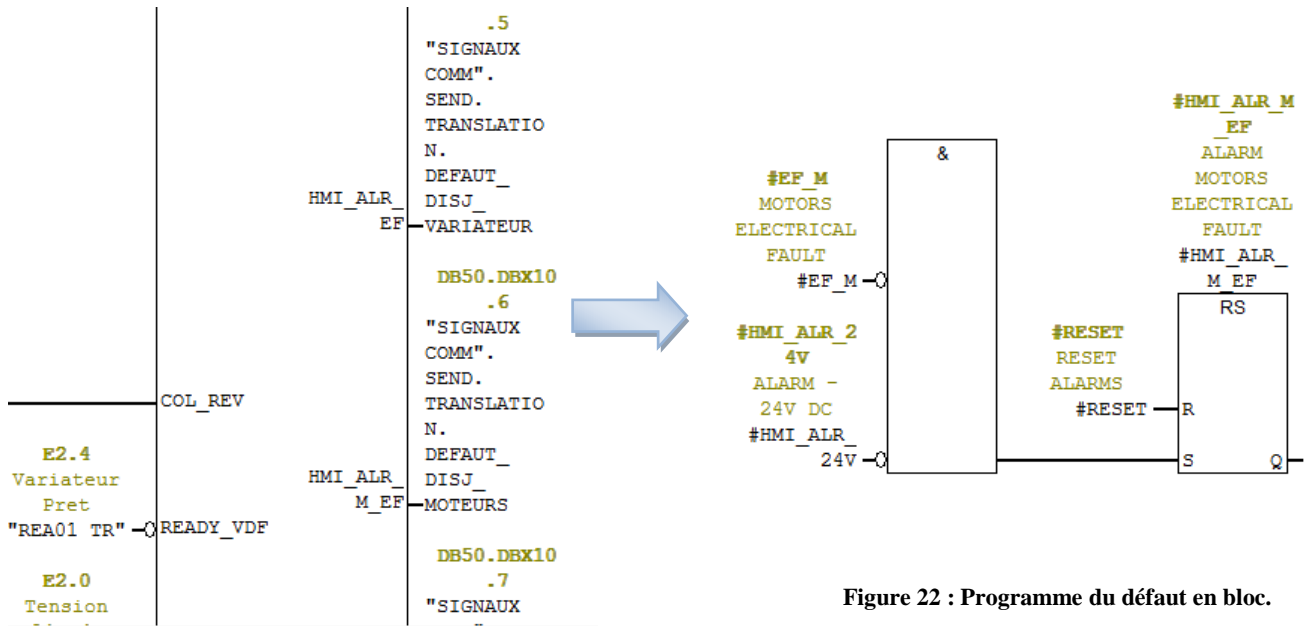 .5
"SIGNAUX
COMM".
SEND.
TRANSLATIO
N.
DEFAUT_
HMI_ALR_
DISJ_
EF
VARIATEUR
DB50.DBX10
.6
"SIGNAUX
COMM".
SEND.
COL_REV
TRANSLATIO
N.
E2.4
DEFAUT_
Variateur
HMI_ALR_
DISJ_
Pret
M_EF
MOTEURS
"REA01 TR"
READY_VDF
DB50.DBX10
E2.0
.7
Tension
"SIGNAUX
#EF_M
MOTORS
ELECTRICAL
FAULT
#EF_M
&
#HMI_ALR_2
4V
ALARM -
24V DC
#HMI_ALR_
24V
#HMI_ALR_M
_EF
ALARM
MOTORS
ELECTRICAL
FAULT
#HMI_ALR_
M_EF
RS
#RESET
RESET
ALARMS
#RESET
R
S
Q
Figure 22 : Programme du défaut en bloc.